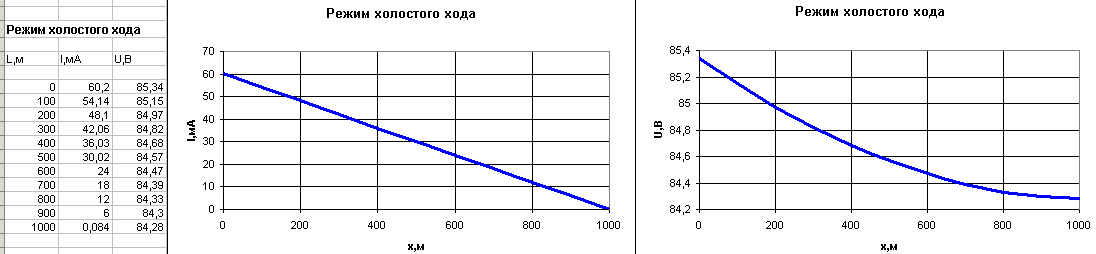 Режим холостого хода
L,м I,мА U,В
0 60,2 85,34
100 54,14 85,15
200 48,1 84,97
300 42,06 84,82
400 36,03 84,68
500 30,02 84,57
600 24 84,47
700 18 84,39
800 12 84,33
900 6 84,3
1000 0,084 84,28
Режим холостого хода
70
60
50
40
30
20
10
0
I,мА
0 200 400 600 800 1000
х,м
Режим холостого хода
85,4
85,2
85
84,8
84,6
84,4
84,2
U,В
0 200 400 600 800 1000
х,м